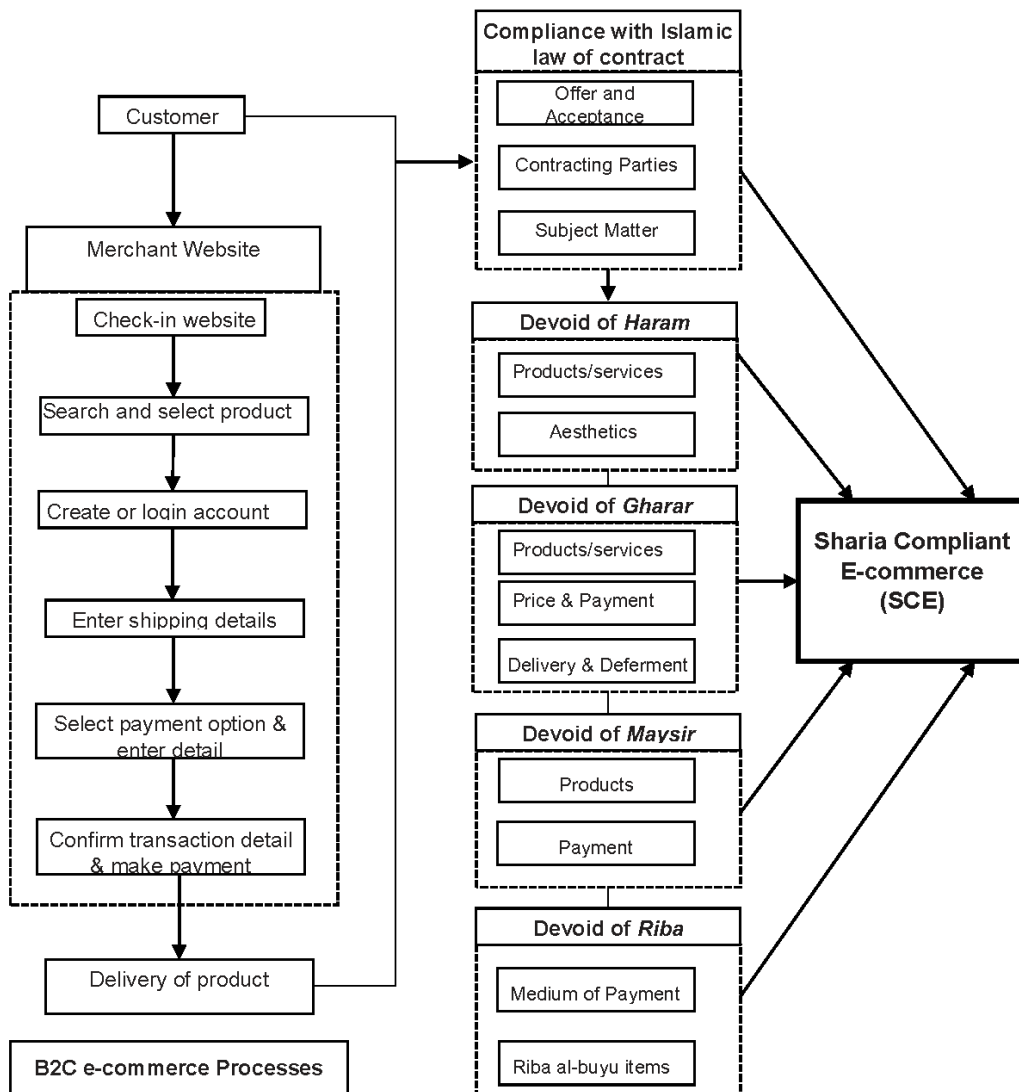 Customer
Merchant Website
Check-in website
Search and select product
Create or login account
Enter shipping details
Select payment option &
enter detail
Confirm transaction detail
& make payment
Delivery of product
B2C e-commerce Processes
Compliance with Islamic
law of contract
Offer and
Acceptance
Contracting Parties
Subject Matter
Devoid of Haram
Products/services
Aesthetics
Devoid of Gharar
Products/services
Price & Payment
Delivery & Deferment
Devoid of Maysir
Products
Payment
Devoid of Riba
Medium of Payment
Riba al-buyu items
Sharia Compliant
E-commerce
(SCE)